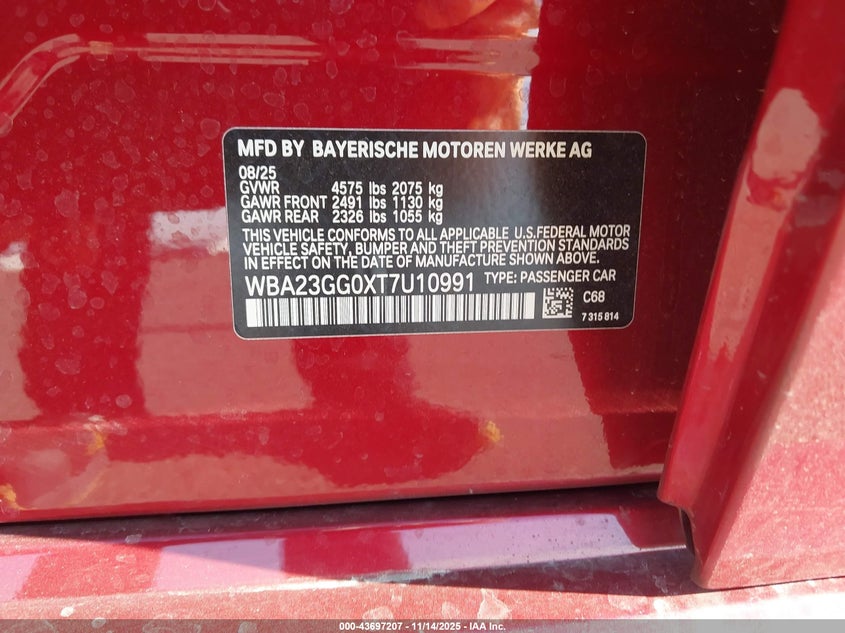 MFD BY BAYERISCHE MOTOREN WERKE AG
08/25
GVWR 4575 lbs 2075 kg
GAWR FRONT 2491 lbs 1130 kg
GAWR REAR 2326 lbs 1055 kg
THIS VEHICLE CONFORMS TO ALL APPLICABLE U.S.FEDERAL MOTOR
VEHICLE SAFETY, BUMPER AND THEFT PREVENTION STANDARDS
IN EFFECT ON THE DATE OF MANUFACTURE SHOWN ABOVE.
WBA23GG0XT7U10991 TYPE: PASSENGER CAR
C68
7 315 814
000-43697207 - 11/14/2025 - IAA Inc.